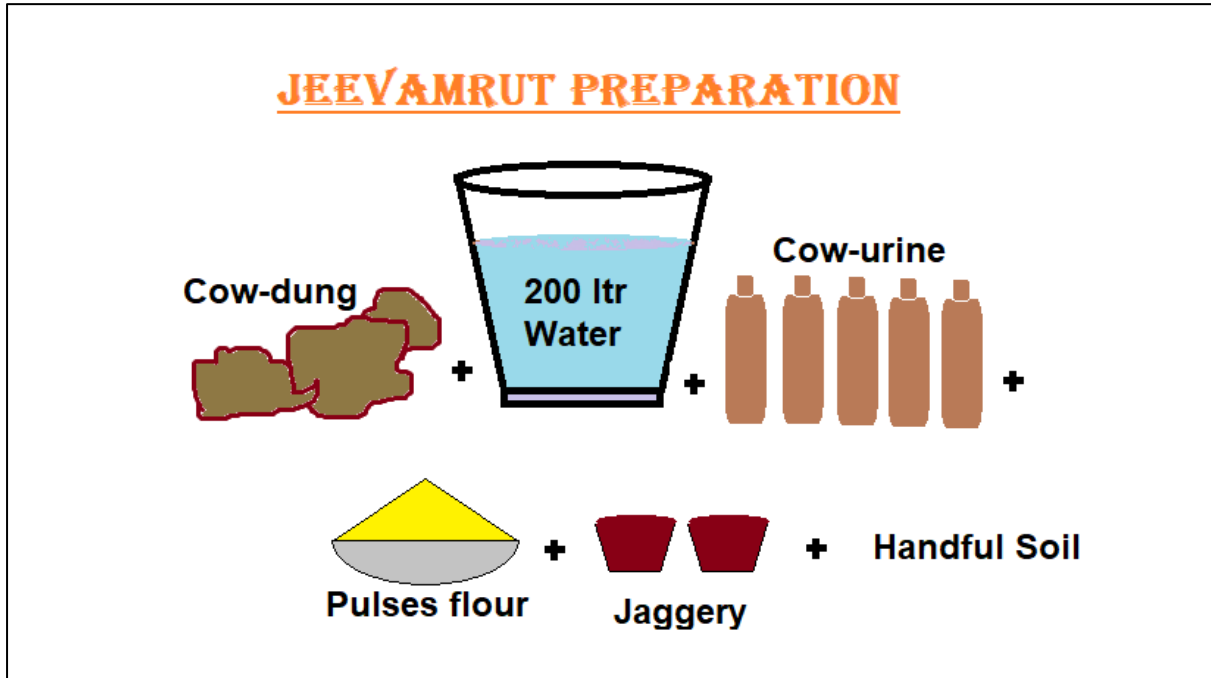 JEEVAMRUT PREPARATION
Cow-dung
+
200 ltr
Water
+
Cow-urine
+
Pulses flour
+
Jaggery
+
Handful Soil